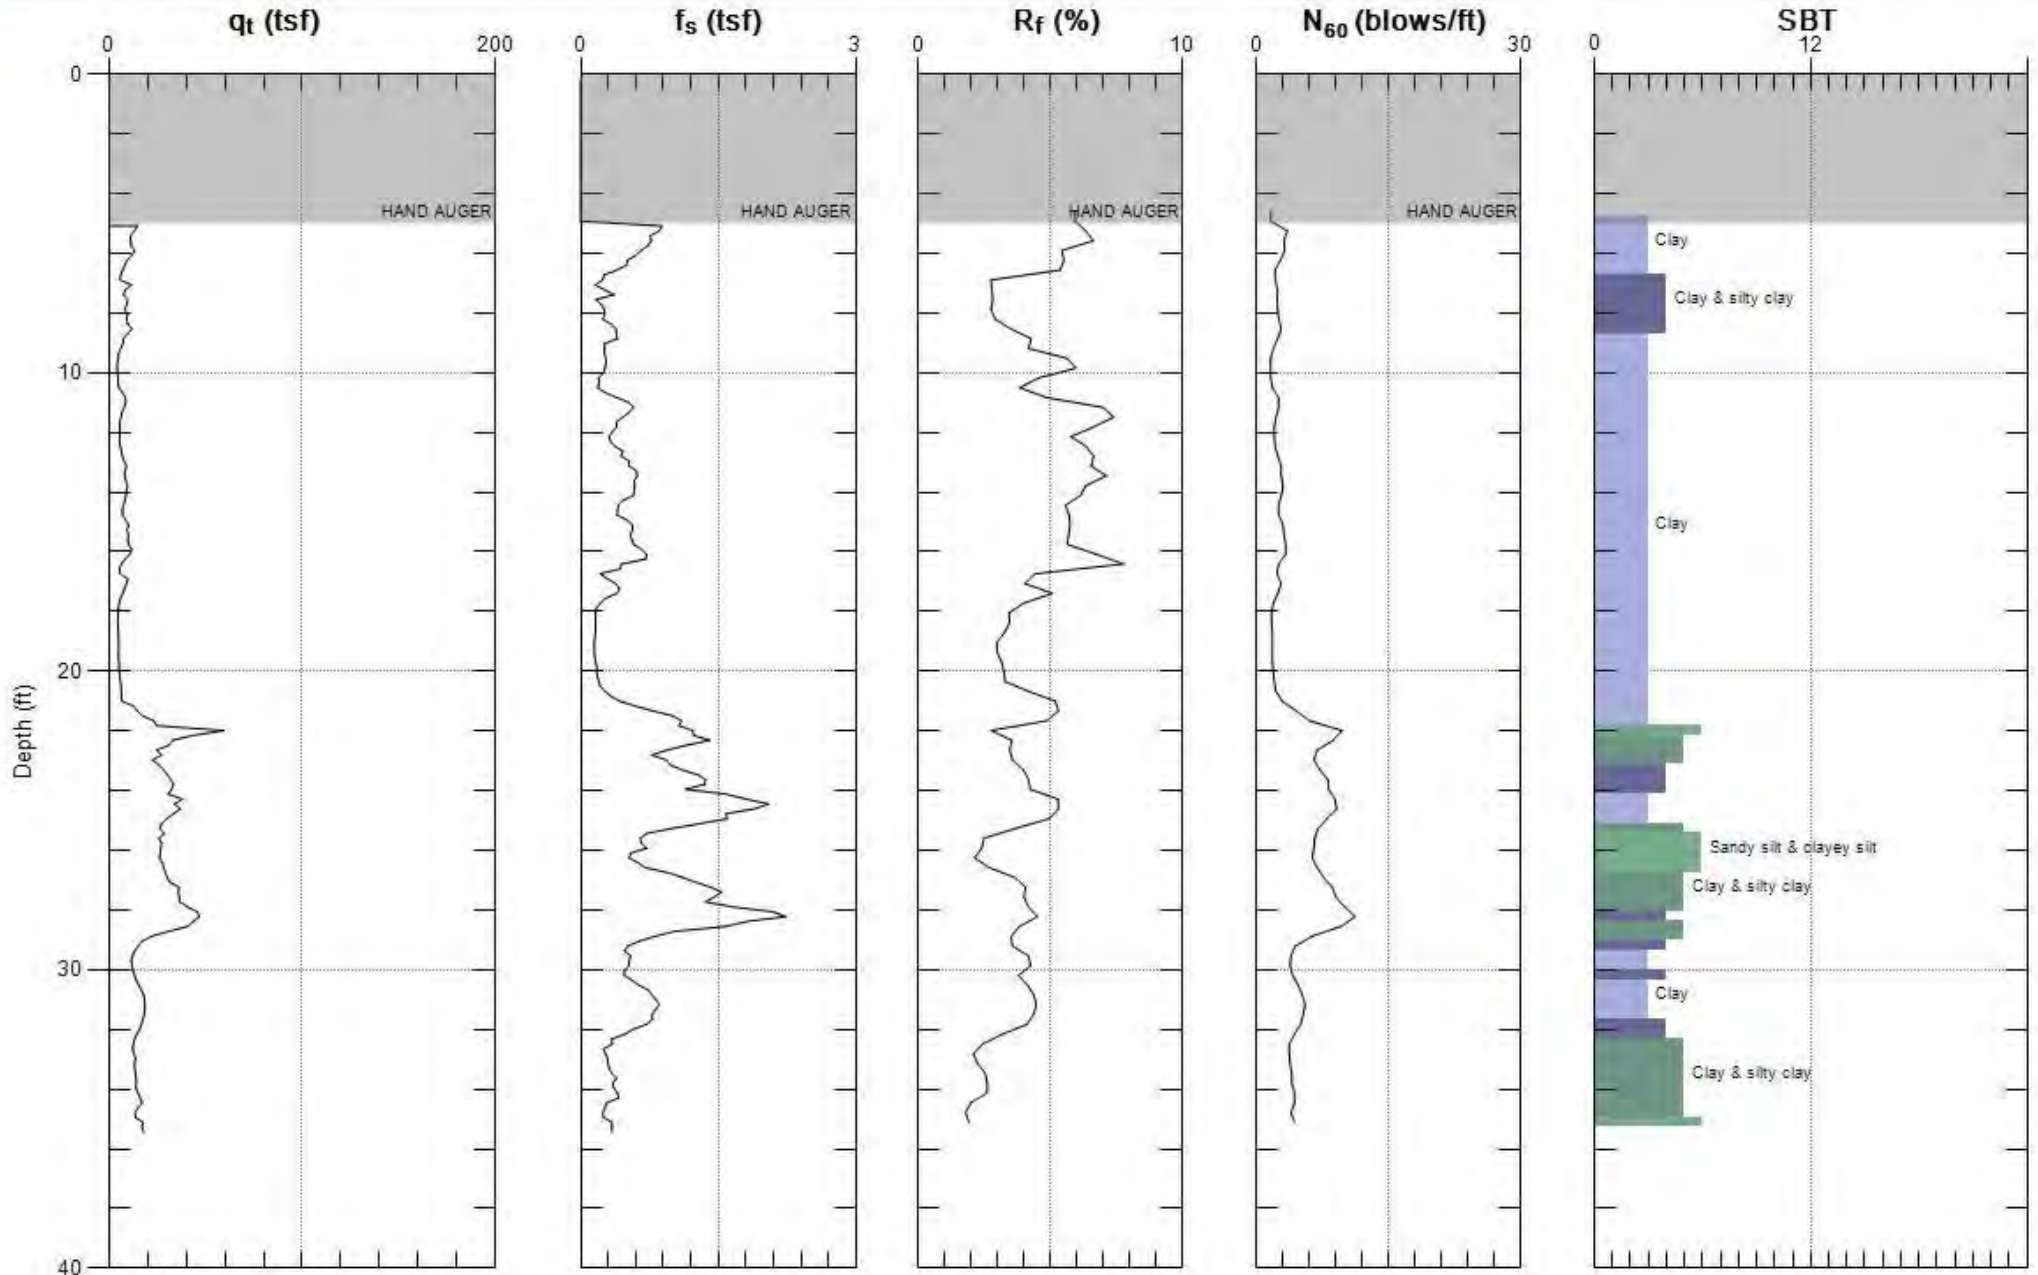 qt (tsf)
fs (tsf)
Rf (%)
N60 (blows/ft)
SBT
0 200
0 3
0 10
0 30
0 12
0
HAND AUGER
HAND AUGER
HAND AUGER
HAND AUGER
Clay
Clay & silty clay
10
Clay
20
Depth (ft)
Sandy silt & clayey silt
Clay & silty clay
30
Clay
Clay & silty clay
40